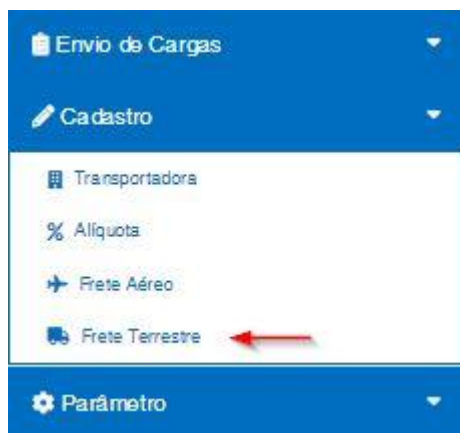 Envio de Cargas
Cadastro
Transportadora
Alíquota
Frete Aéreo
Frete Terrestre
Parâmetro